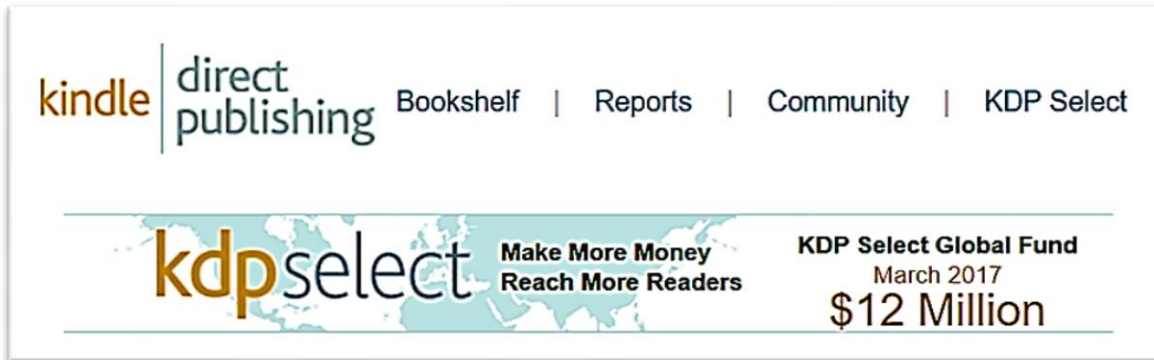 kindle direct publishing Bookshelf | Reports | Community | KDP Select
kdpselect
Make More Money
Reach More Readers
KDP Select Global Fund
March 2017
$12 Million